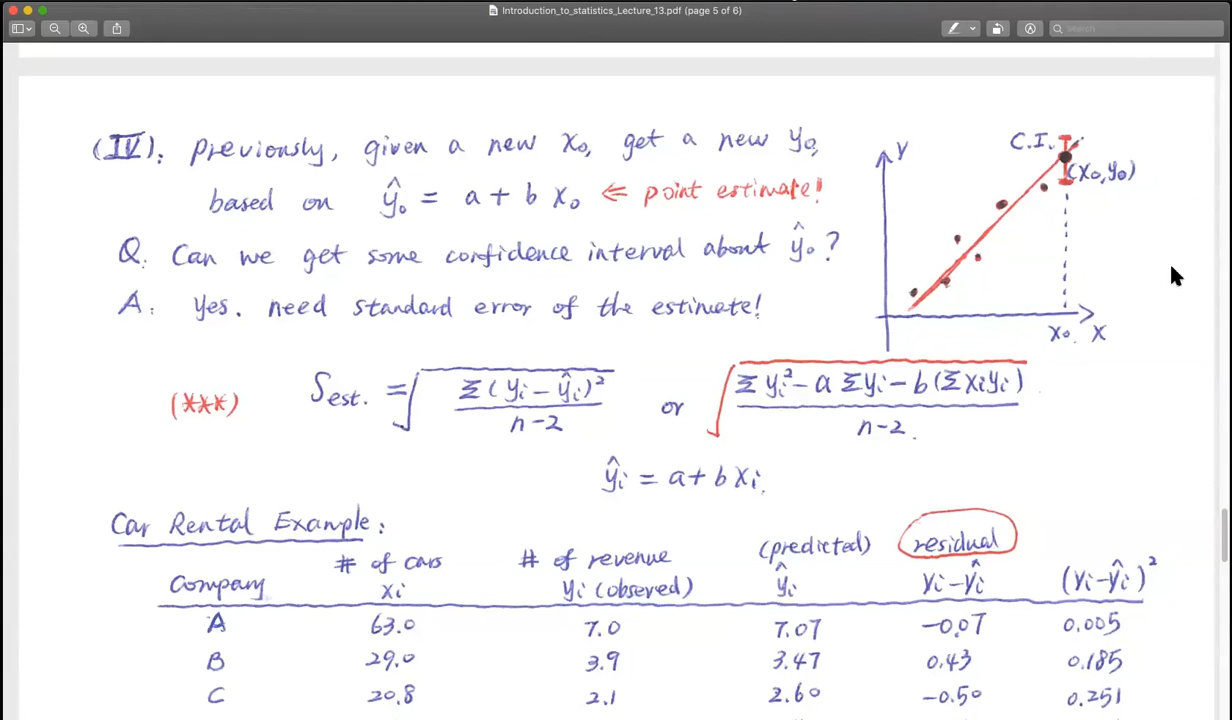 Introduction_to_statistics_Lecture_13.pdf (page 5 of 6)
Search
(IV). Previously, given a new x₀, get a new y₀,
based on ŷ₀ = a + b x₀ ⇐ point estimate!
Q. Can we get some confidence interval about ŷ₀?
A. Yes. need standard error of the estimate!
Y
C.I.
(x₀,y₀)
x₀. X
(***) Sest. = √(Σ(yi − ŷi)² / n−2) or √(Σyi² − aΣyi − b(Σxiyi) / n−2.
ŷi = a + b xi.
Car Rental Example:
# of cars # of revenue (predicted) residual
Company xi yi (observed) ŷi yi−ŷi (yi−ŷi)²
A 63.0 7.0 7.07 −0.07 0.005
B 29.0 3.9 3.47 0.43 0.185
C 20.8 2.1 2.60 −0.50 0.251